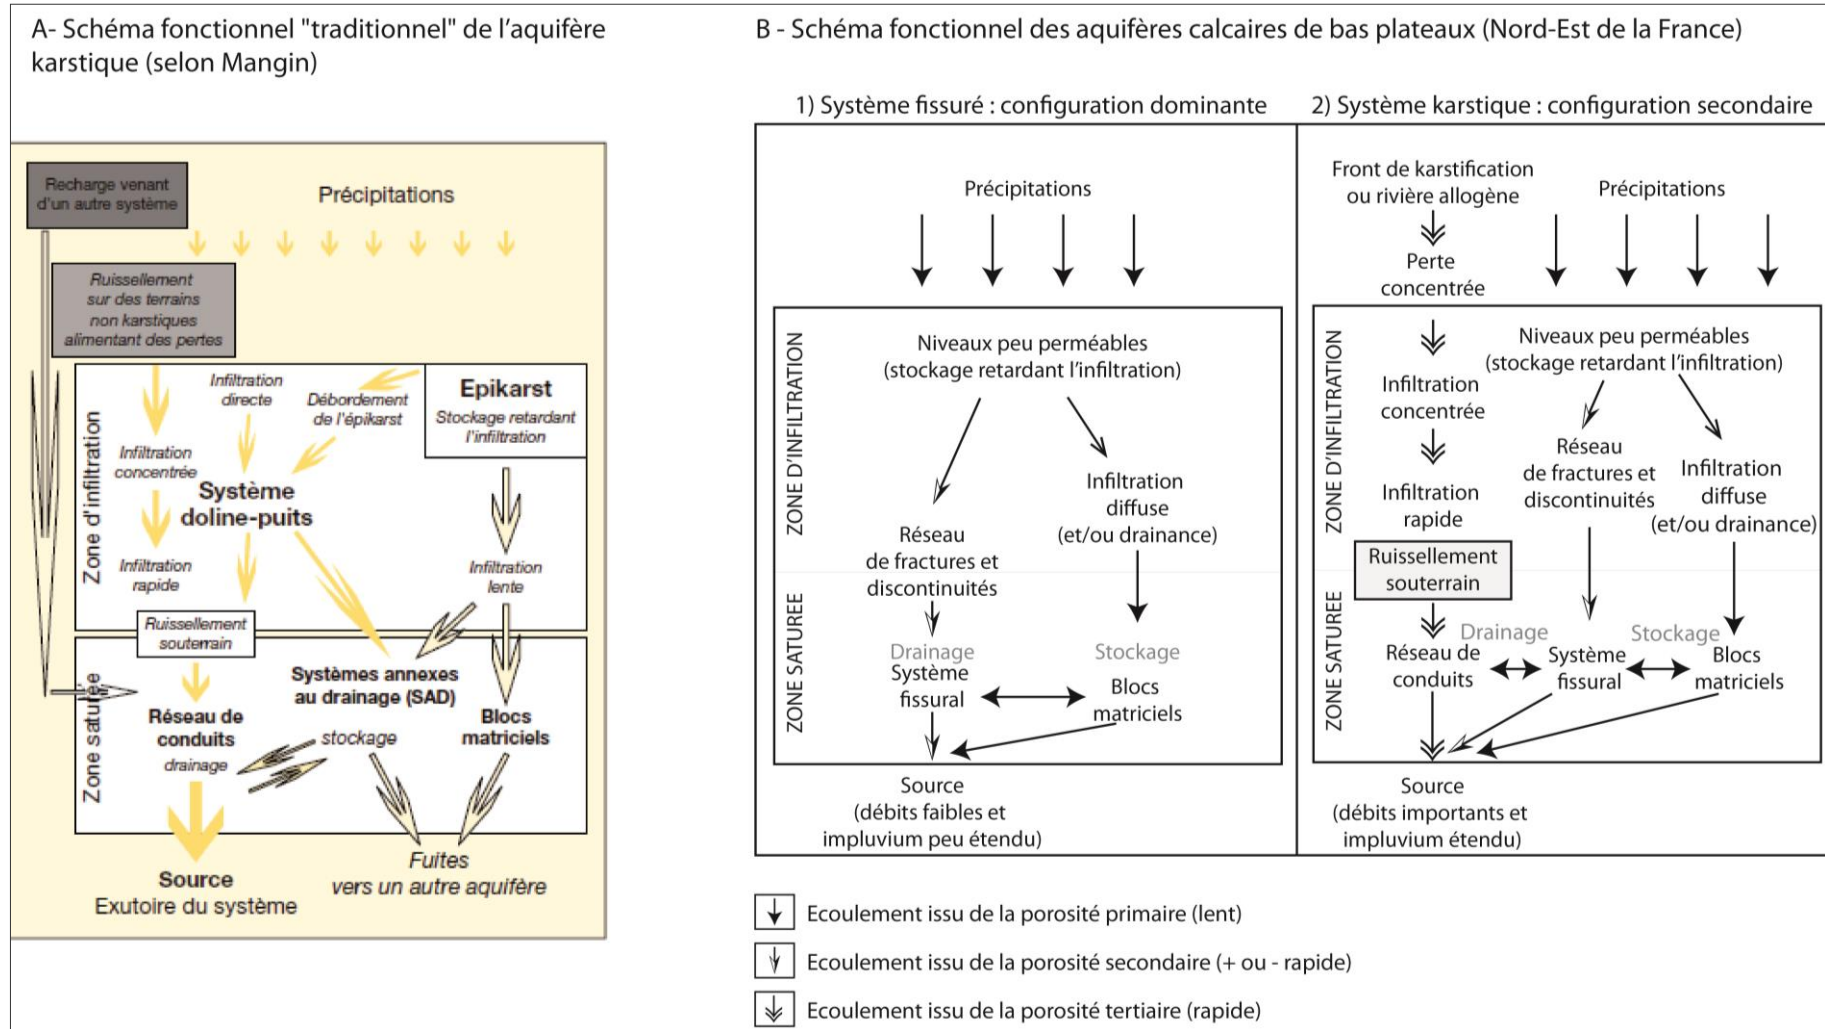 A- Schéma fonctionnel "traditionnel" de l'aquifère
karstique (selon Mangin)
Recharge venant
d'un autre système
Précipitations
Ruissellement
sur des terrains
non karstiques
alimentant des pertes
Zone d'infiltration
Infiltration
directe
Débordement
de l'épikarst
Epikarst
Stockage retardant
l'infiltration
Infiltration
concentrée
Système
doline-puits
Infiltration
rapide
Infiltration
lente
Ruissellement
souterrain
Zone saturée
Systèmes annexes
au drainage (SAD)
Réseau de
conduits
drainage
stockage
Blocs
matriciels
Source
Exutoire du système
Fuites
vers un autre aquifère
B - Schéma fonctionnel des aquifères calcaires de bas plateaux (Nord-Est de la France)
1) Système fissuré : configuration dominante
Précipitations
ZONE D'INFILTRATION
Niveaux peu perméables
(stockage retardant l'infiltration)
Infiltration
diffuse
(et/ou drainance)
Réseau
de fractures et
discontinuités
ZONE SATUREE
Drainage
Système
fissural
Stockage
Blocs
matriciels
Source
(débits faibles et
impluvium peu étendu)
2) Système karstique : configuration secondaire
Front de karstification
ou rivière allogène
Précipitations
Perte
concentrée
ZONE D'INFILTRATION
Niveaux peu perméables
(stockage retardant l'infiltration)
Infiltration
concentrée
Réseau
de fractures et
discontinuités
Infiltration
diffuse
(et/ou drainance)
Infiltration
rapide
Ruissellement
souterrain
ZONE SATUREE
Drainage
Stockage
Réseau de
conduits
Système
fissural
Blocs
matriciels
Source
(débits importants et
impluvium étendu)
Ecoulement issu de la porosité primaire (lent)
Ecoulement issu de la porosité secondaire (+ ou - rapide)
Ecoulement issu de la porosité tertiaire (rapide)